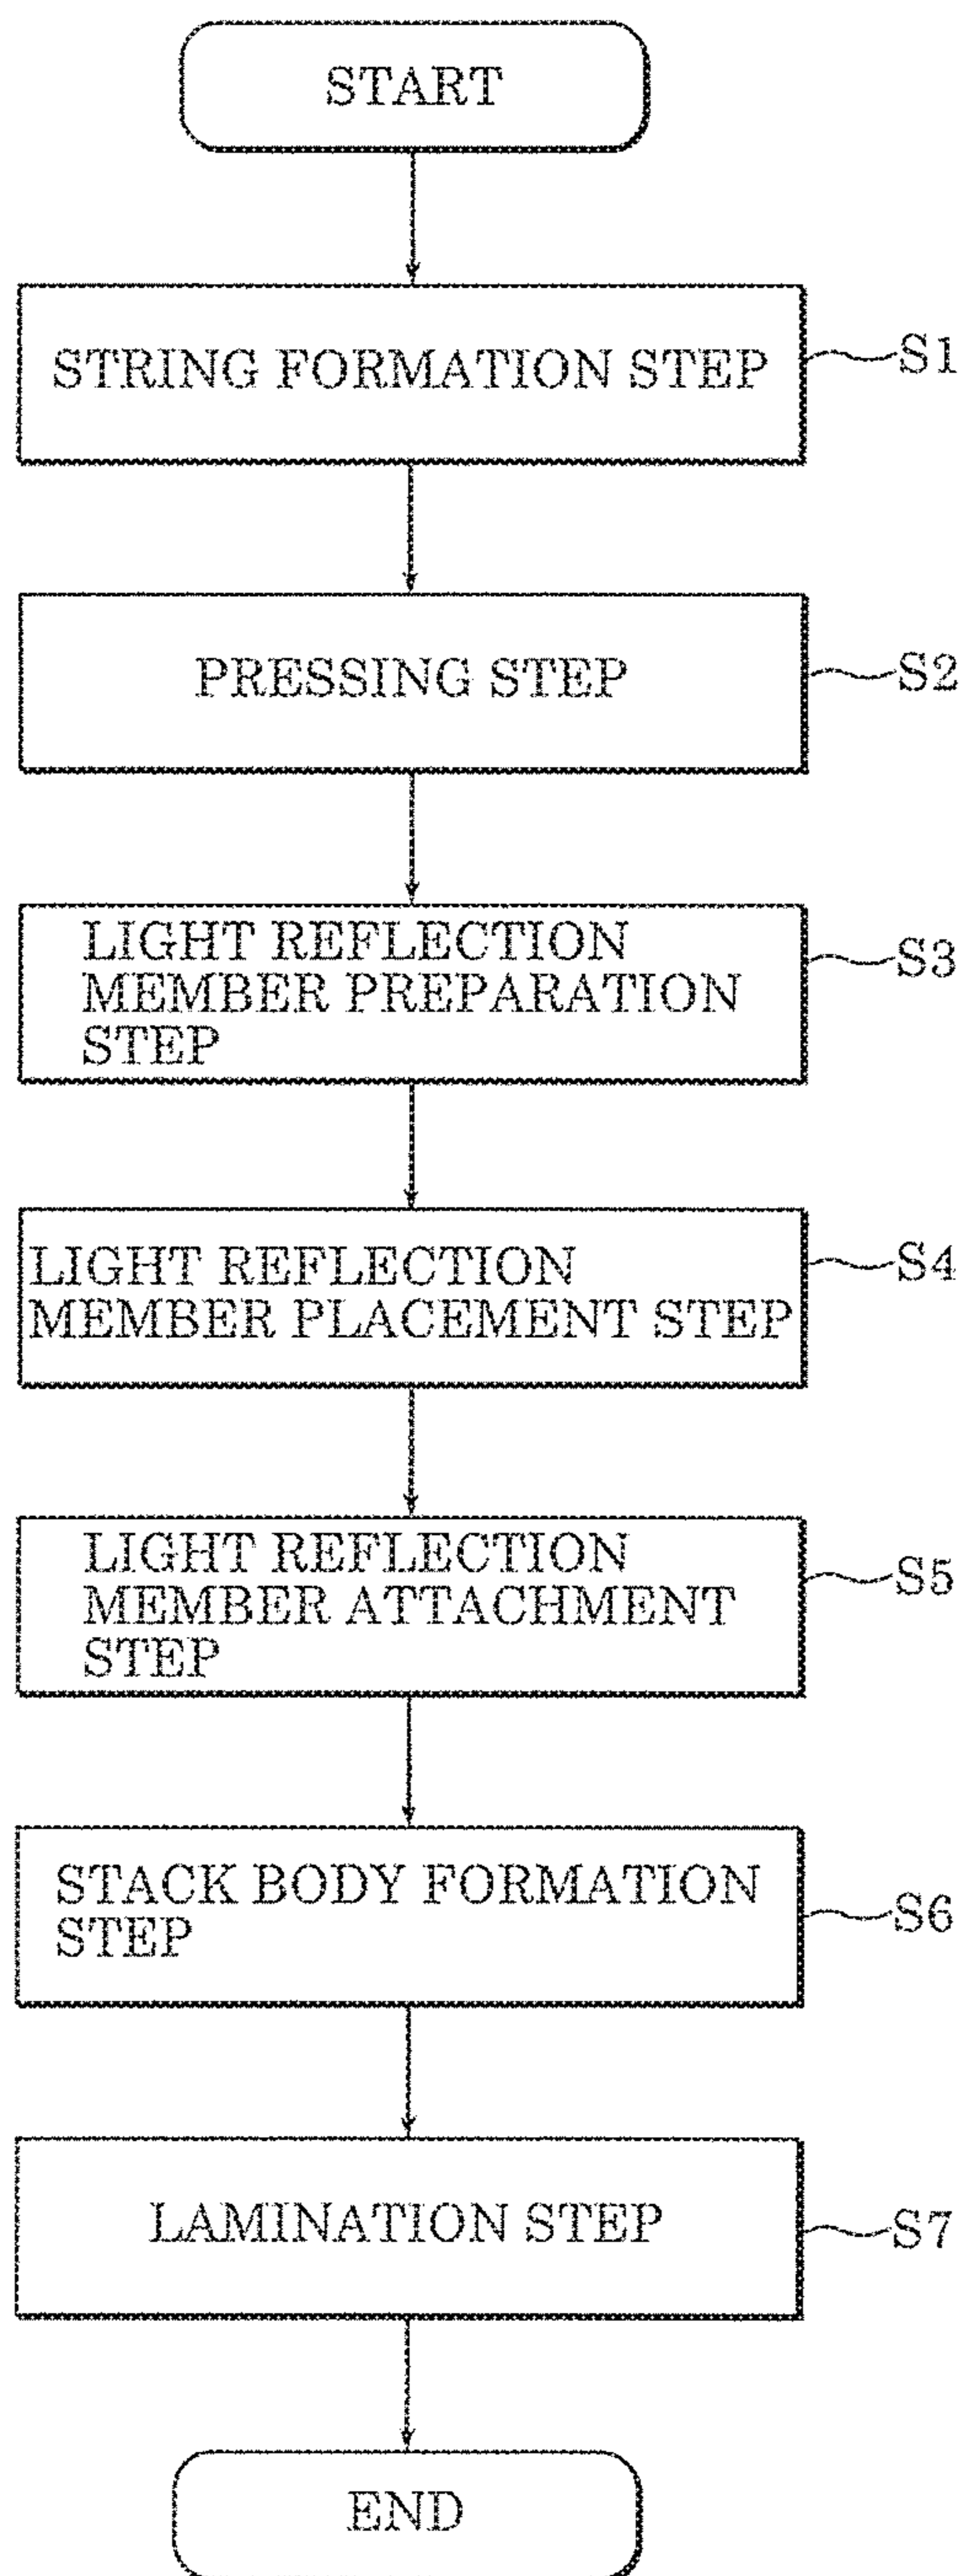 START
STRING FORMATION STEP
S1
PRESSING STEP
S2
LIGHT REFLECTION
MEMBER PREPARATION
STEP
S3
LIGHT REFLECTION
MEMBER PLACEMENT STEP
S4
LIGHT REFLECTION
MEMBER ATTACHMENT
STEP
S5
STACK BODY FORMATION
STEP
S6
LAMINATION STEP
S7
END